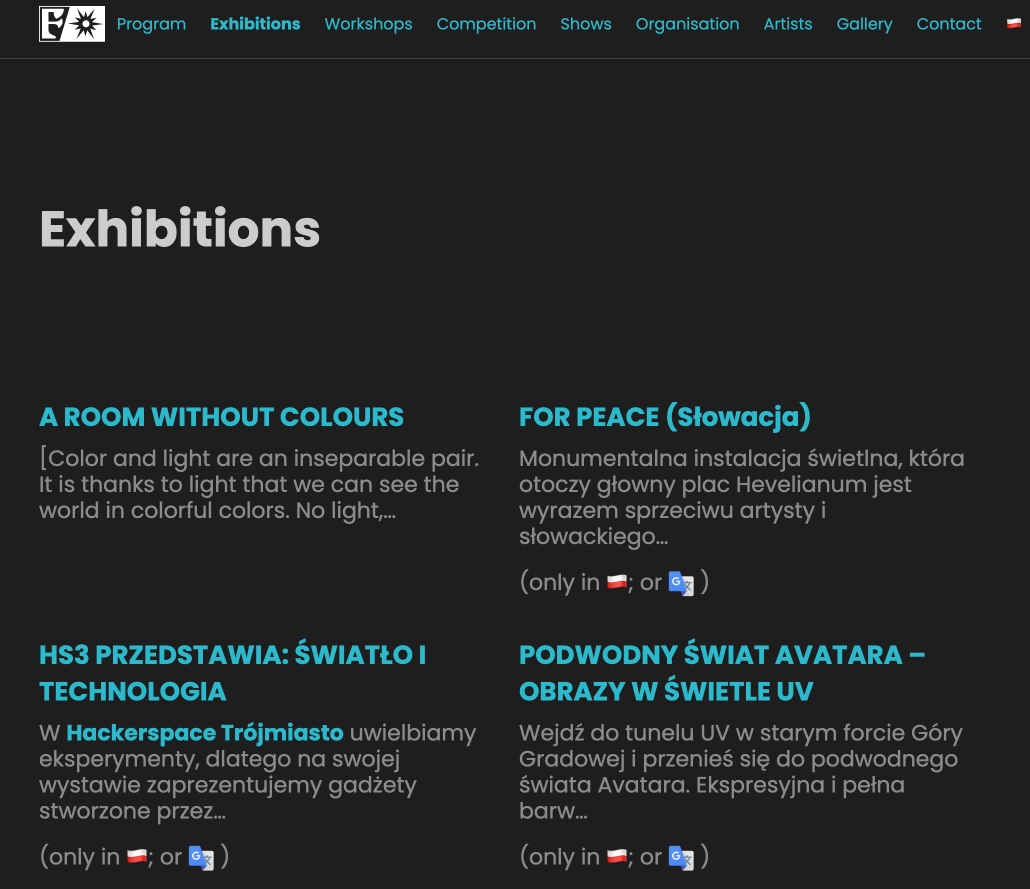 Program Exhibitions Workshops Competition Shows Organisation Artists Gallery Contact
Exhibitions
A ROOM WITHOUT COLOURS
[Color and light are an inseparable pair.
It is thanks to light that we can see the
world in colorful colors. No light,...
FOR PEACE (Słowacja)
Monumentalna instalacja świetlna, która
otoczy głowny plac Hevelianum jest
wyrazem sprzeciwu artysty i
słowackiego...
(only in 🇵🇱; or )
HS3 PRZEDSTAWIA: ŚWIATŁO I
TECHNOLOGIA
W Hackerspace Trójmiasto uwielbiamy
eksperymenty, dlatego na swojej
wystawie zaprezentujemy gadżety
stworzone przez...
(only in 🇵🇱; or )
PODWODNY ŚWIAT AVATARA –
OBRAZY W ŚWIETLE UV
Wejdź do tunelu UV w starym forcie Góry
Gradowej i przenieś się do podwodnego
świata Avatara. Ekspresyjna i pełna
barw...
(only in 🇵🇱; or )